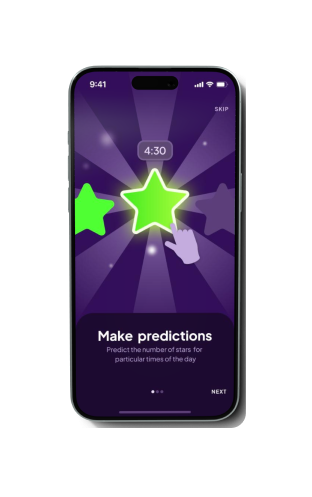 9:41
SKIP
4:30
Make predictions
Predict the number of stars for
particular times of the day
NEXT